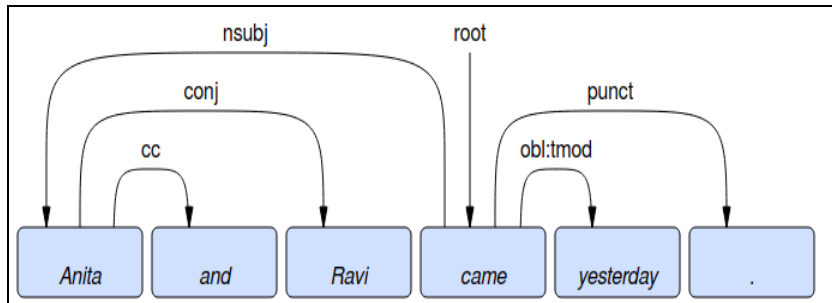 nsubj root
conj punct
cc obl:tmod
Anita and Ravi came yesterday .